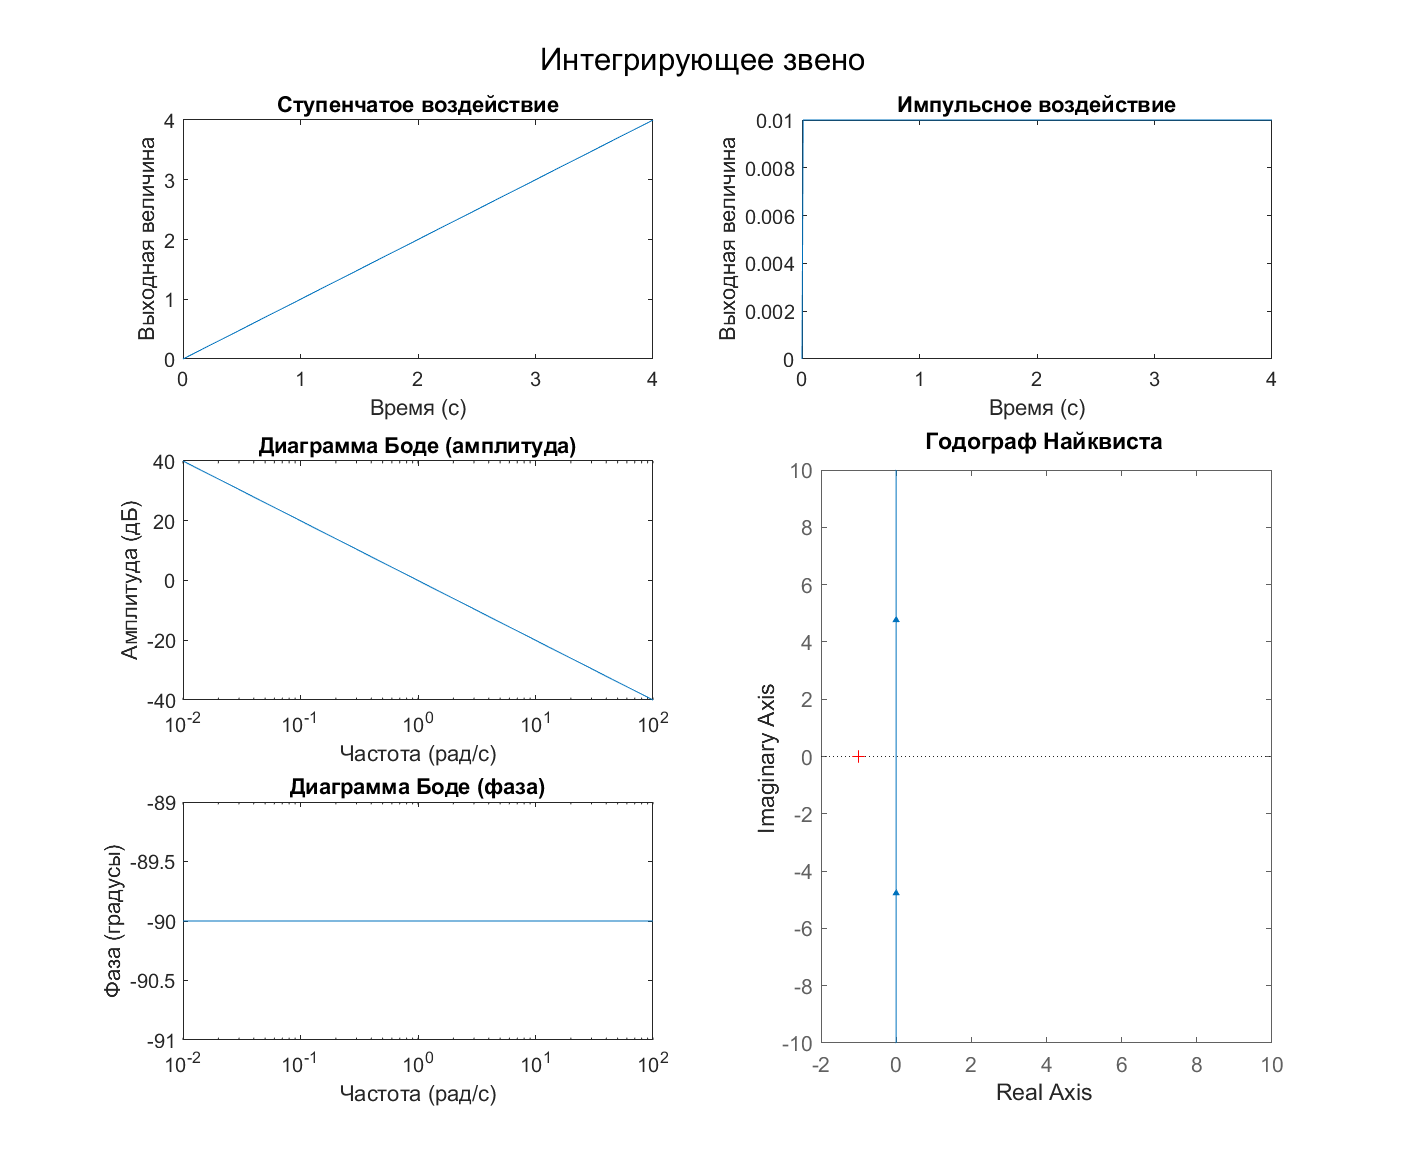 Интегрирующее звено
Ступенчатое воздействие
Выходная величина
4
3
2
1
0
0 1 2 3 4
Время (с)
Импульсное воздействие
Выходная величина
0.01
0.008
0.006
0.004
0.002
0
0 1 2 3 4
Время (с)
Диаграмма Боде (амплитуда)
Амплитуда (дБ)
40
20
0
-20
-40
10-2 10-1 100 101 102
Частота (рад/с)
Диаграмма Боде (фаза)
Фаза (градусы)
-89
-89.5
-90
-90.5
-91
10-2 10-1 100 101 102
Частота (рад/с)
Годограф Найквиста
Imaginary Axis
10
8
6
4
2
0
-2
-4
-6
-8
-10
-2 0 2 4 6 8 10
Real Axis